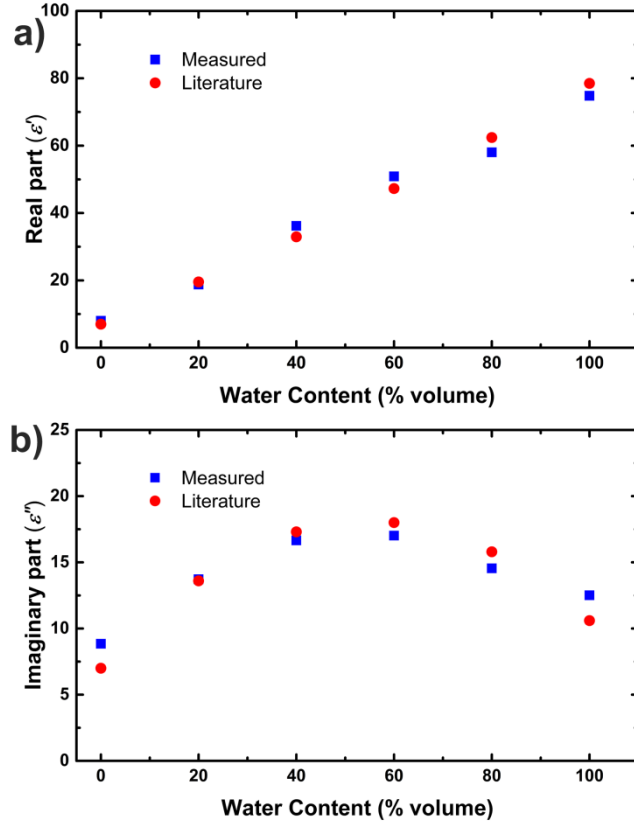 a)
Real part (ε')
100
80
60
40
20
0
Measured
Literature
0 20 40 60 80 100
Water Content (% volume)
b)
Imaginary part (ε'')
25
20
15
10
5
0
Measured
Literature
0 20 40 60 80 100
Water Content (% volume)